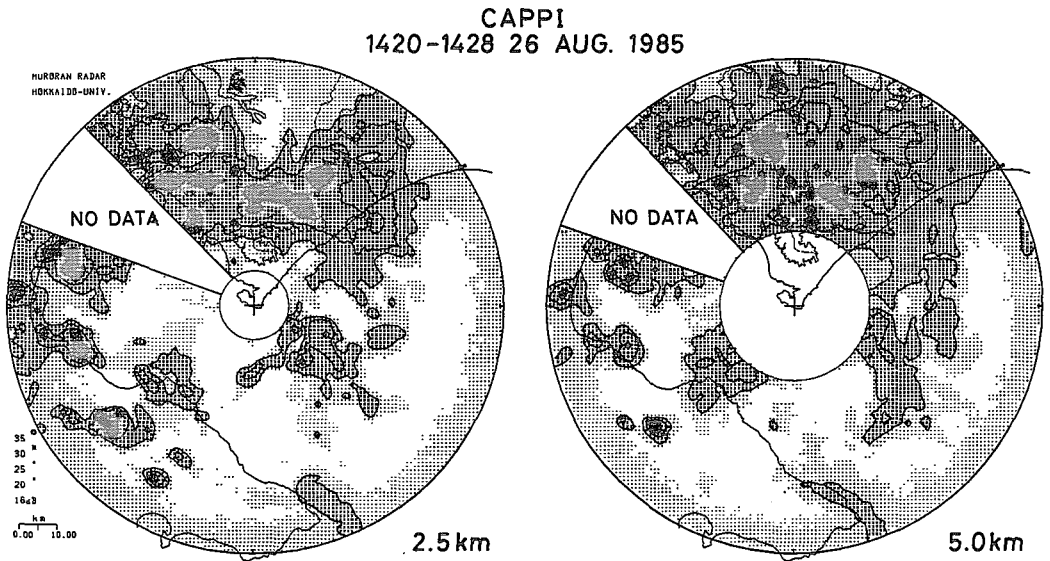 CAPPI
1420-1428 26 AUG. 1985
MURORAN RADAR
HOKKAIDO-UNIV.
NO DATA
NO DATA
35
30
25
20
16dB
km
0.00 10.00
2.5km
5.0km